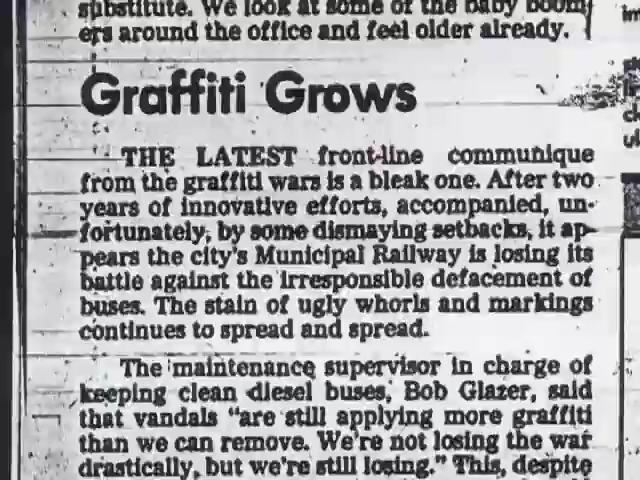 substitute. We look at some of the baby boom-
ers around the office and feel older already.
Graffiti Grows
THE LATEST front-line communique
from the graffiti wars is a bleak one. After two
years of innovative efforts, accompanied, un-
fortunately, by some dismaying setbacks, it ap-
pears the city's Municipal Railway is losing its
battle against the irresponsible defacement of
buses. The stain of ugly whorls and markings
continues to spread and spread.
The maintenance supervisor in charge of
keeping clean diesel buses, Bob Glazer, said
that vandals "are still applying more graffiti
than we can remove. We're not losing the war
drastically, but we're still losing." This, despite